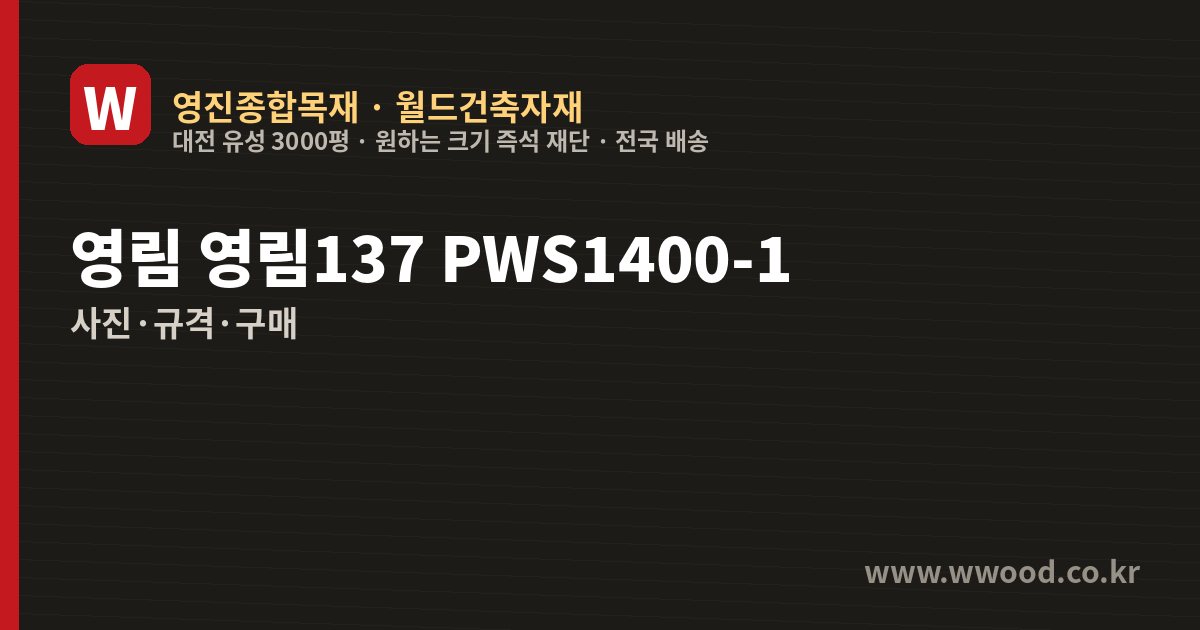 W
영진종합목재 · 월드건축자재
대전 유성 3000평 · 원하는 크기 즉석 재단 · 전국 배송
영림 영림137 PWS1400-1
사진·규격·구매
www.wwood.co.kr